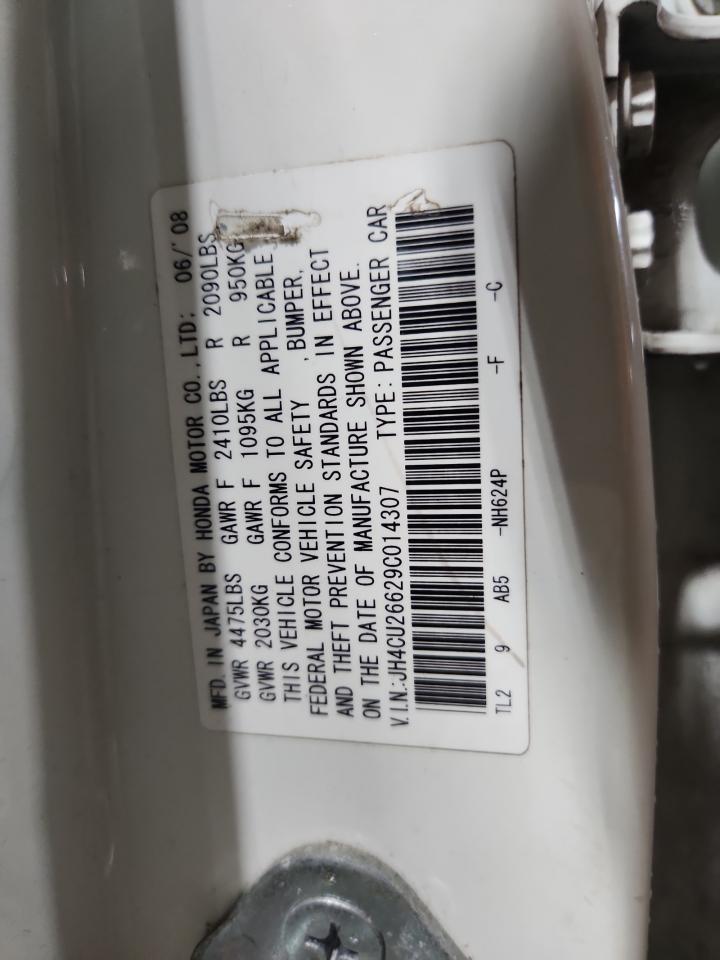 MFD. IN JAPAN BY HONDA MOTOR CO., LTD; 06/'08
GVWR 4475LBS GAWR F 2410LBS R 2090LBS
GVWR 2030KG GAWR F 1095KG R 950KG
THIS VEHICLE CONFORMS TO ALL APPLICABLE
FEDERAL MOTOR VEHICLE SAFETY , BUMPER,
AND THEFT PREVENTION STANDARDS IN EFFECT
ON THE DATE OF MANUFACTURE SHOWN ABOVE.
V.I.N.:JH4CU26629C014307 TYPE: PASSENGER CAR
TL2 9 AB5 -NH624P -F -C